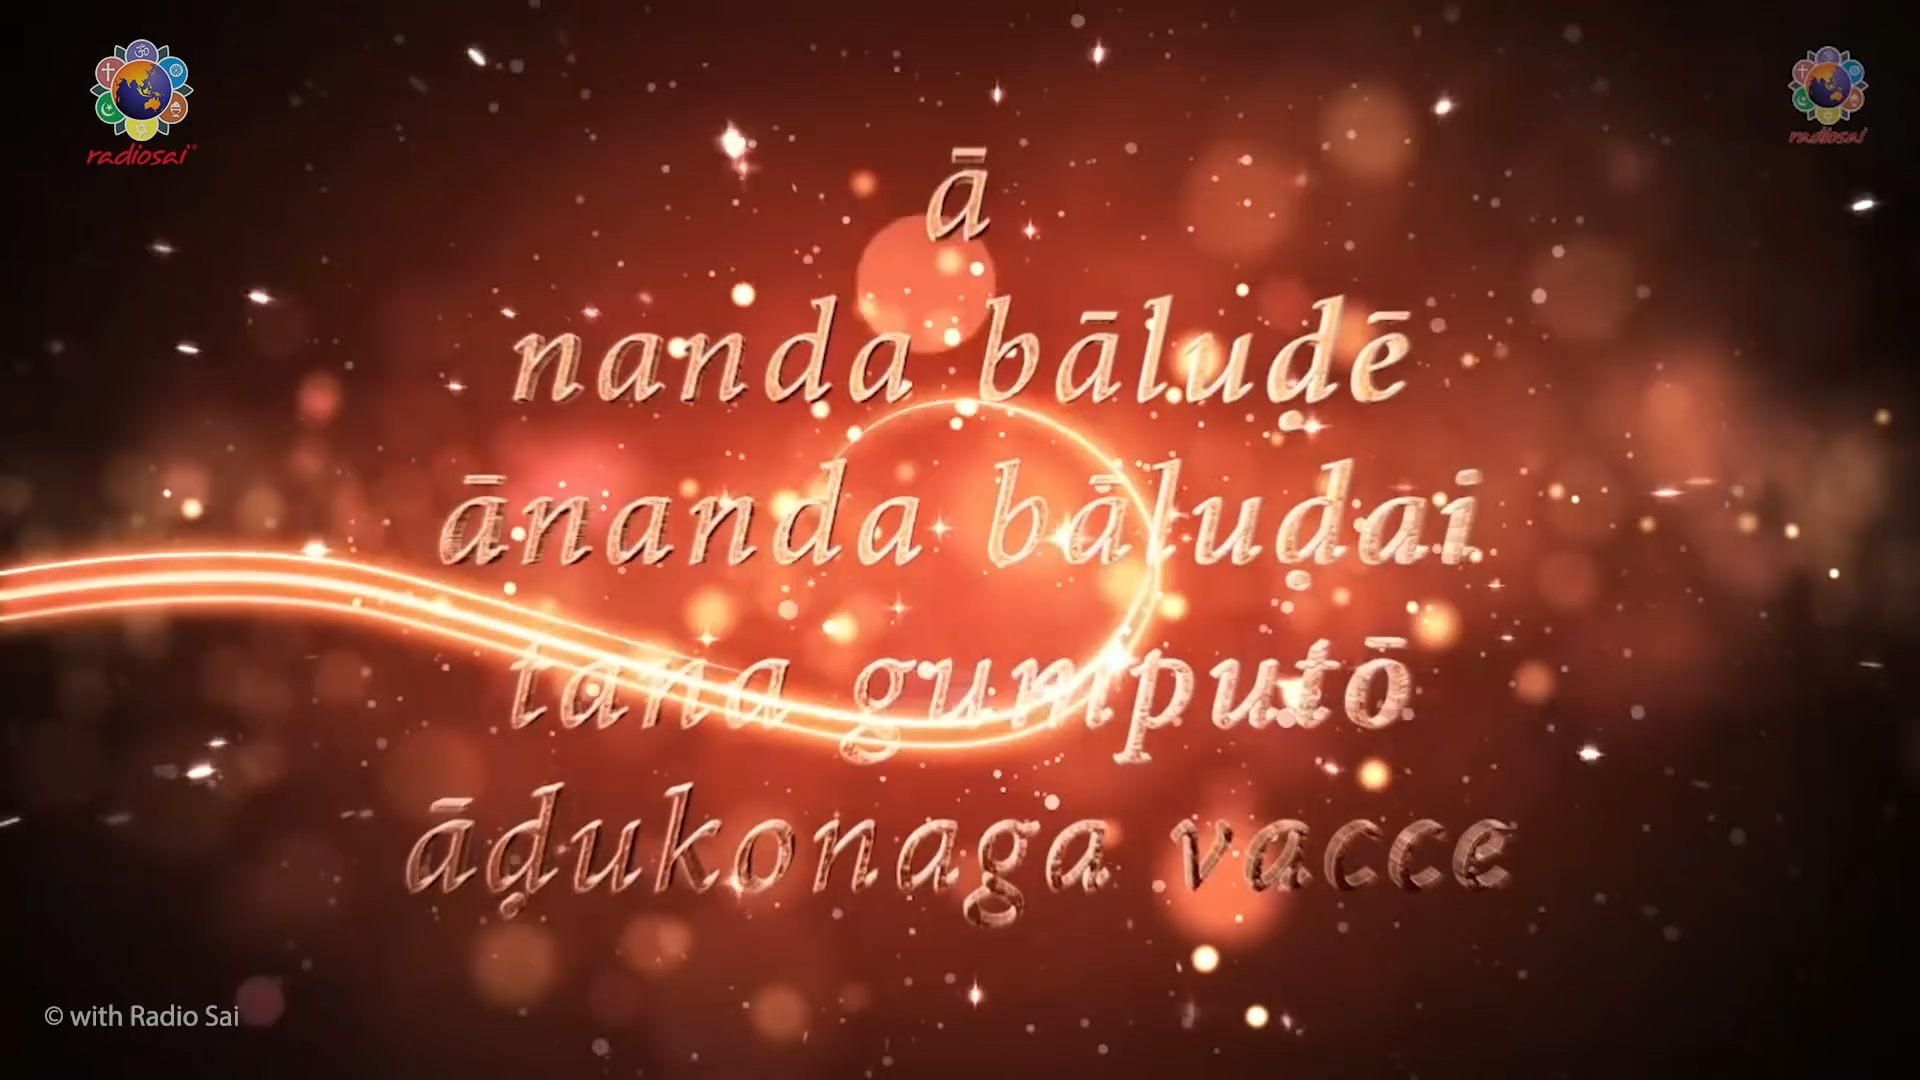 radiosai
radiosai
ā
nanda bāluḍē
ānanda bāluḍai
tana gumputō
āḍukonaga vacce
© with Radio Sai